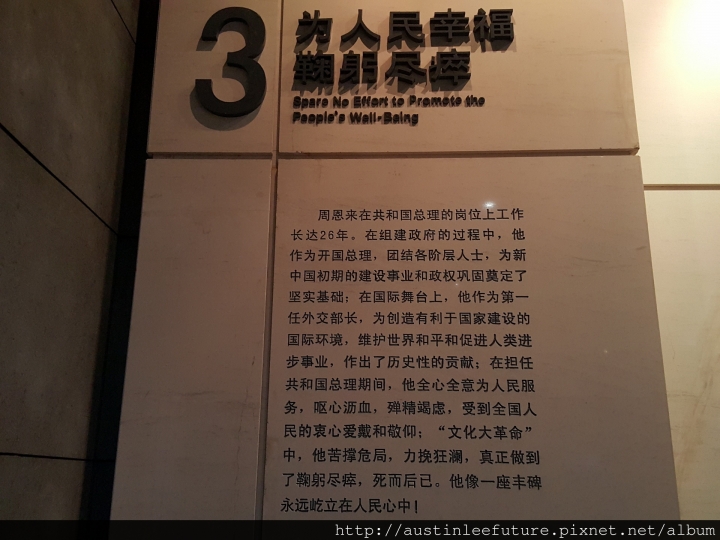 3
为人民幸福
鞠躬尽瘁
Spare No Effort to Promote the
People's Well-Being
周恩来在共和国总理的岗位上工作
长达26年。在组建政府的过程中，他
作为开国总理，团结各阶层人士，为新
中国初期的建设事业和政权巩固奠定了
坚实基础；在国际舞台上，他作为第一
任外交部长，为创造有利于国家建设的
国际环境，维护世界和平和促进人类进
步事业，作出了历史性的贡献；在担任
共和国总理期间，他全心全意为人民服
务，呕心沥血，殚精竭虑，受到全国人
民的衷心爱戴和敬仰；“文化大革命”
中，他苦撑危局，力挽狂澜，真正做到
了鞠躬尽瘁，死而后已。他像一座丰碑
永远屹立在人民心中！
http://austinleefuture.pixnet.net/album